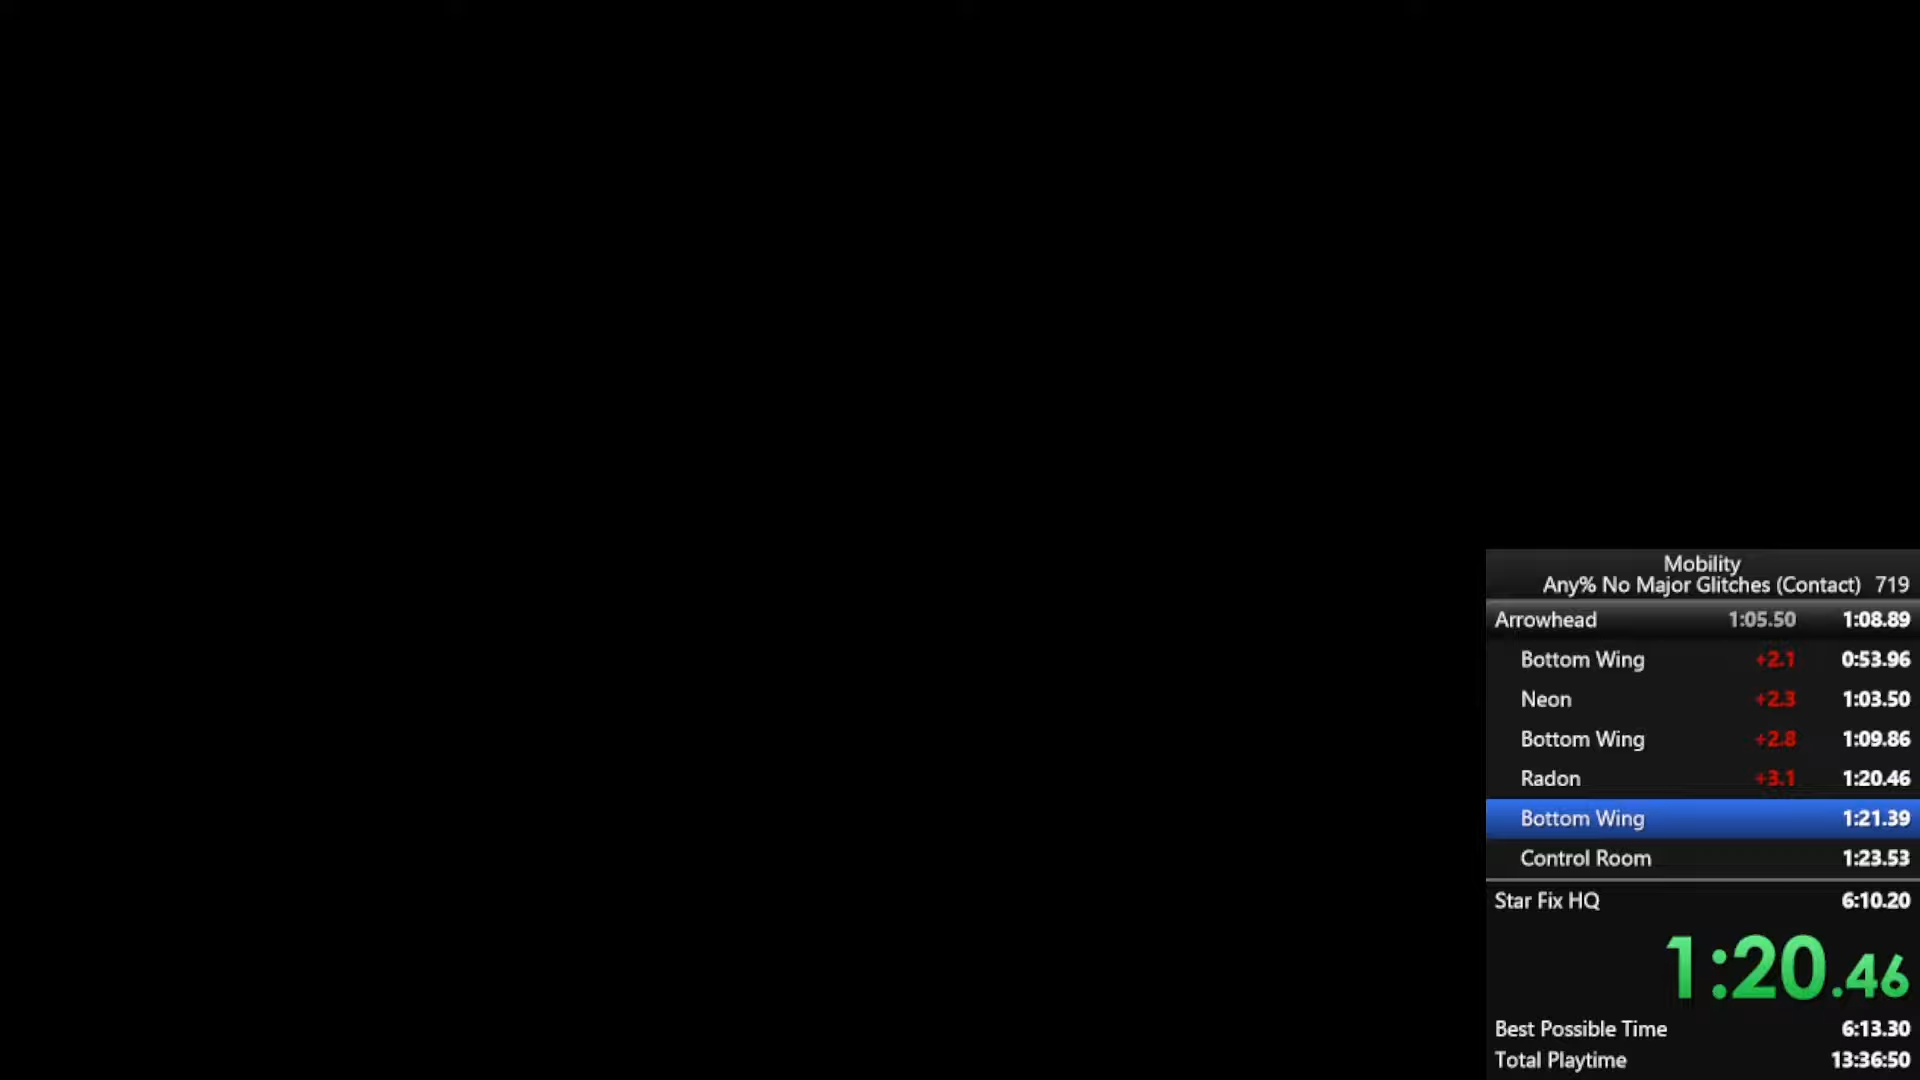 Mobility
Any% No Major Glitches (Contact) 719
Arrowhead 1:05.50 1:08.89
Bottom Wing +2.1 0:53.96
Neon +2.3 1:03.50
Bottom Wing +2.8 1:09.86
Radon +3.1 1:20.46
Bottom Wing 1:21.39
Control Room 1:23.53
Star Fix HQ 6:10.20
1:20.46
Best Possible Time 6:13.30
Total Playtime 13:36:50